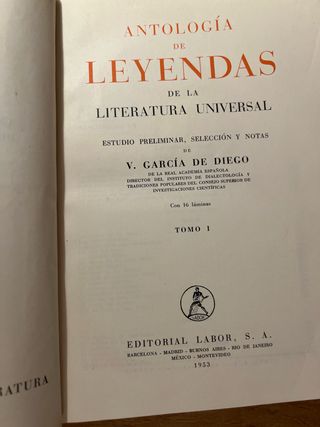 ANTOLOGÍA
DE
LEYENDAS
DE LA
LITERATURA UNIVERSAL
ESTUDIO PRELIMINAR, SELECCIÓN Y NOTAS
DE
V. GARCÍA DE DIEGO
DE LA REAL ACADEMIA ESPAÑOLA
DIRECTOR DEL INSTITUTO DE DIALECTOLOGÍA Y
TRADICIONES POPULARES DEL CONSEJO SUPERIOR DE
INVESTIGACIONES CIENTÍFICAS
Con 16 láminas
TOMO I
LABOR
EDITORIAL LABOR, S. A.
BARCELONA - MADRID - BUENOS AIRES - RIO DE JANEIRO
MÉXICO - MONTEVIDEO
1953
RATURA